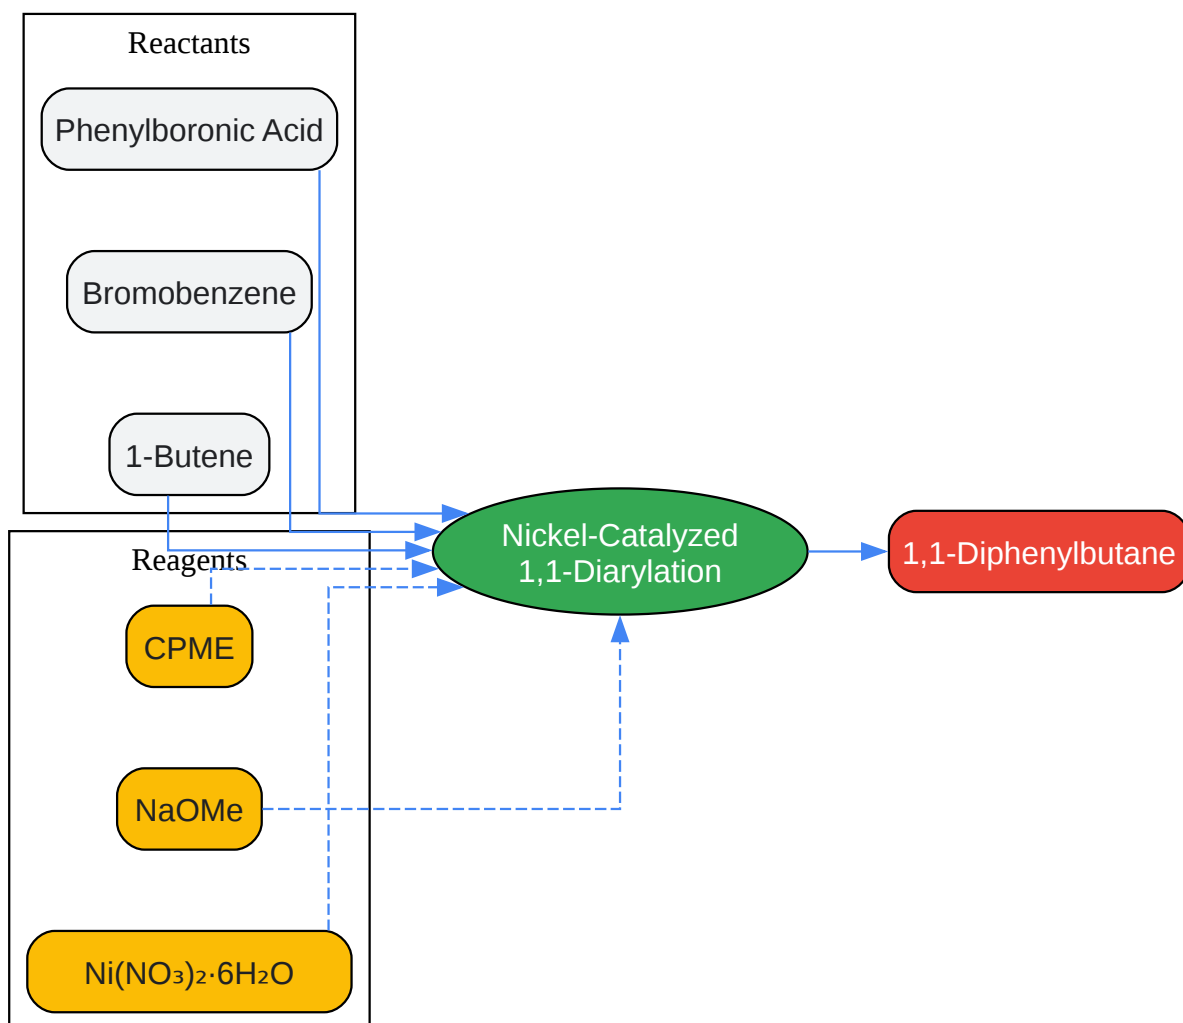 Reactants
Phenylboronic Acid
Bromobenzene
1-Butene
Reagents
CPME
NaOMe
Ni(NO₃)₂·6H₂O
Nickel-Catalyzed
1,1-Diarylation
1,1-Diphenylbutane